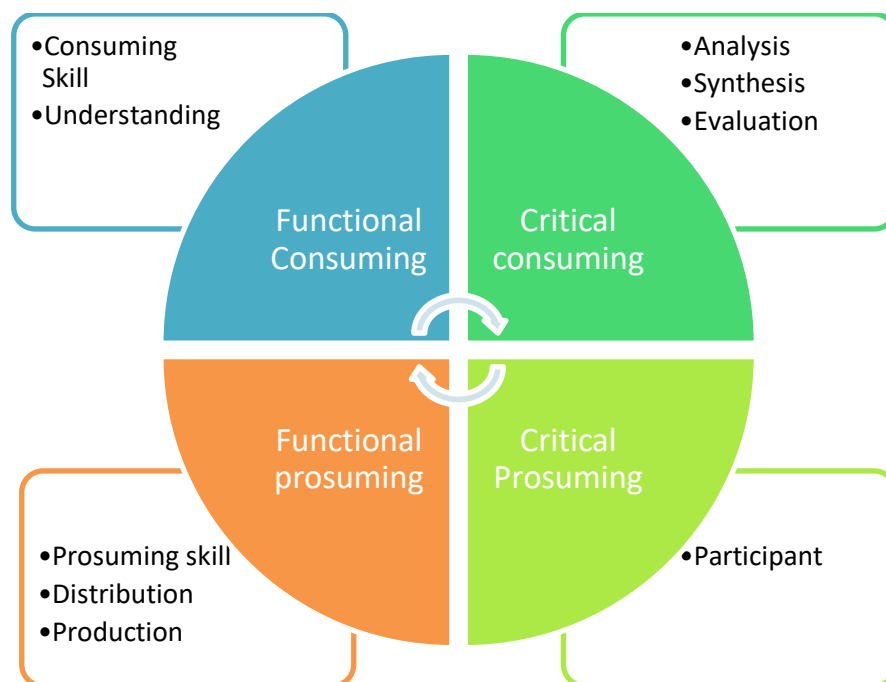 •Consuming
Skill
•Understanding
•Analysis
•Synthesis
•Evaluation
Functional
Consuming
Critical
consuming
Functional
prosuming
Critical
Prosuming
•Prosuming skill
•Distribution
•Production
•Participant